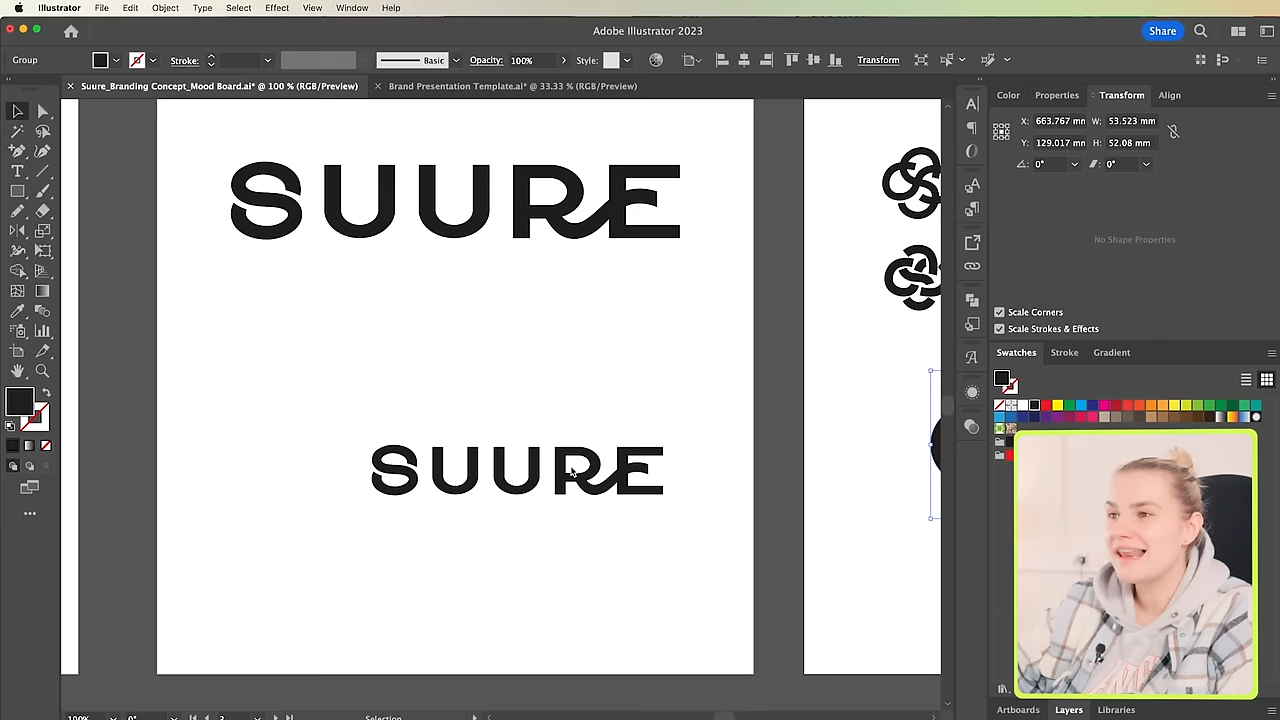 Illustrator File Edit Object Type Select Effect View Window Help
Adobe Illustrator 2023
Share
Group
Stroke:
Basic
Opacity: 100%
Style:
Transform
Suure_Branding Concept_Mood Board.ai* @ 100 % (RGB/Preview)
Brand Presentation Template.ai* @ 33.33 % (RGB/Preview)
Color Properties Transform Align
X: 663.767 mm W: 53.523 mm
Y: 129.017 mm H: 52.08 mm
0° 0°
No Shape Properties
Scale Corners
Scale Strokes & Effects
Swatches Stroke Gradient
SUURE
SUURE
100% 0° 3 Selection
Artboards Layers Libraries